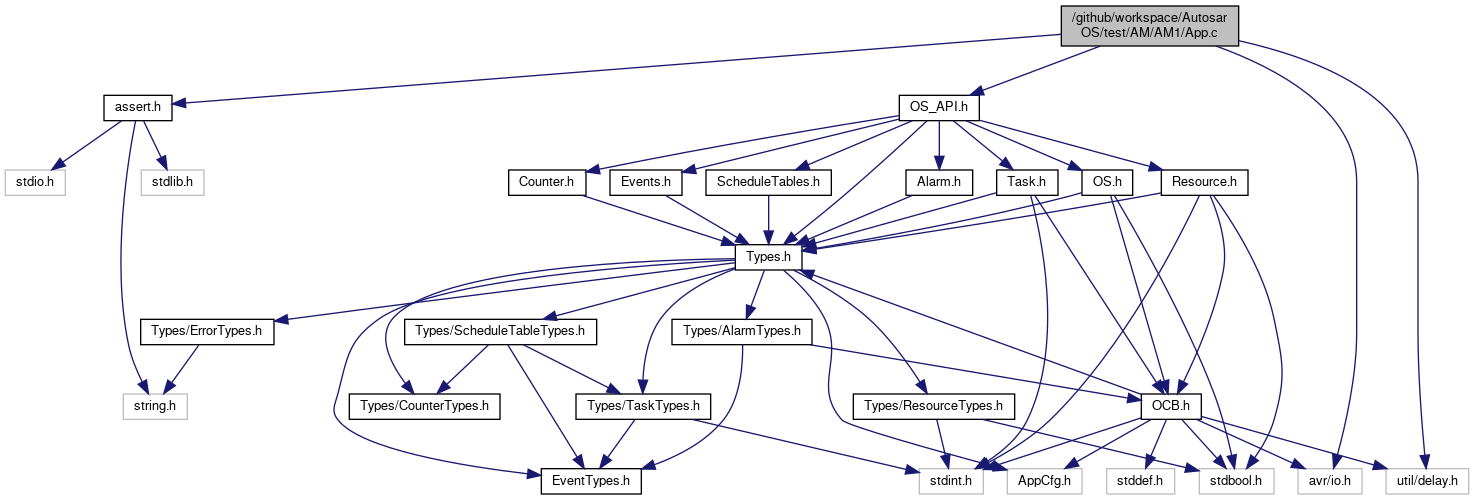 /github/workspace/Autosar
OS/test/AM/AM1/App.c
assert.h
OS_API.h
stdio.h
stdlib.h
Counter.h
Events.h
ScheduleTables.h
Alarm.h
Task.h
OS.h
Resource.h
Types.h
Types/ErrorTypes.h
Types/ScheduleTableTypes.h
Types/AlarmTypes.h
string.h
Types/CounterTypes.h
Types/TaskTypes.h
Types/ResourceTypes.h
OCB.h
EventTypes.h
stdint.h
AppCfg.h
stddef.h
stdbool.h
avr/io.h
util/delay.h